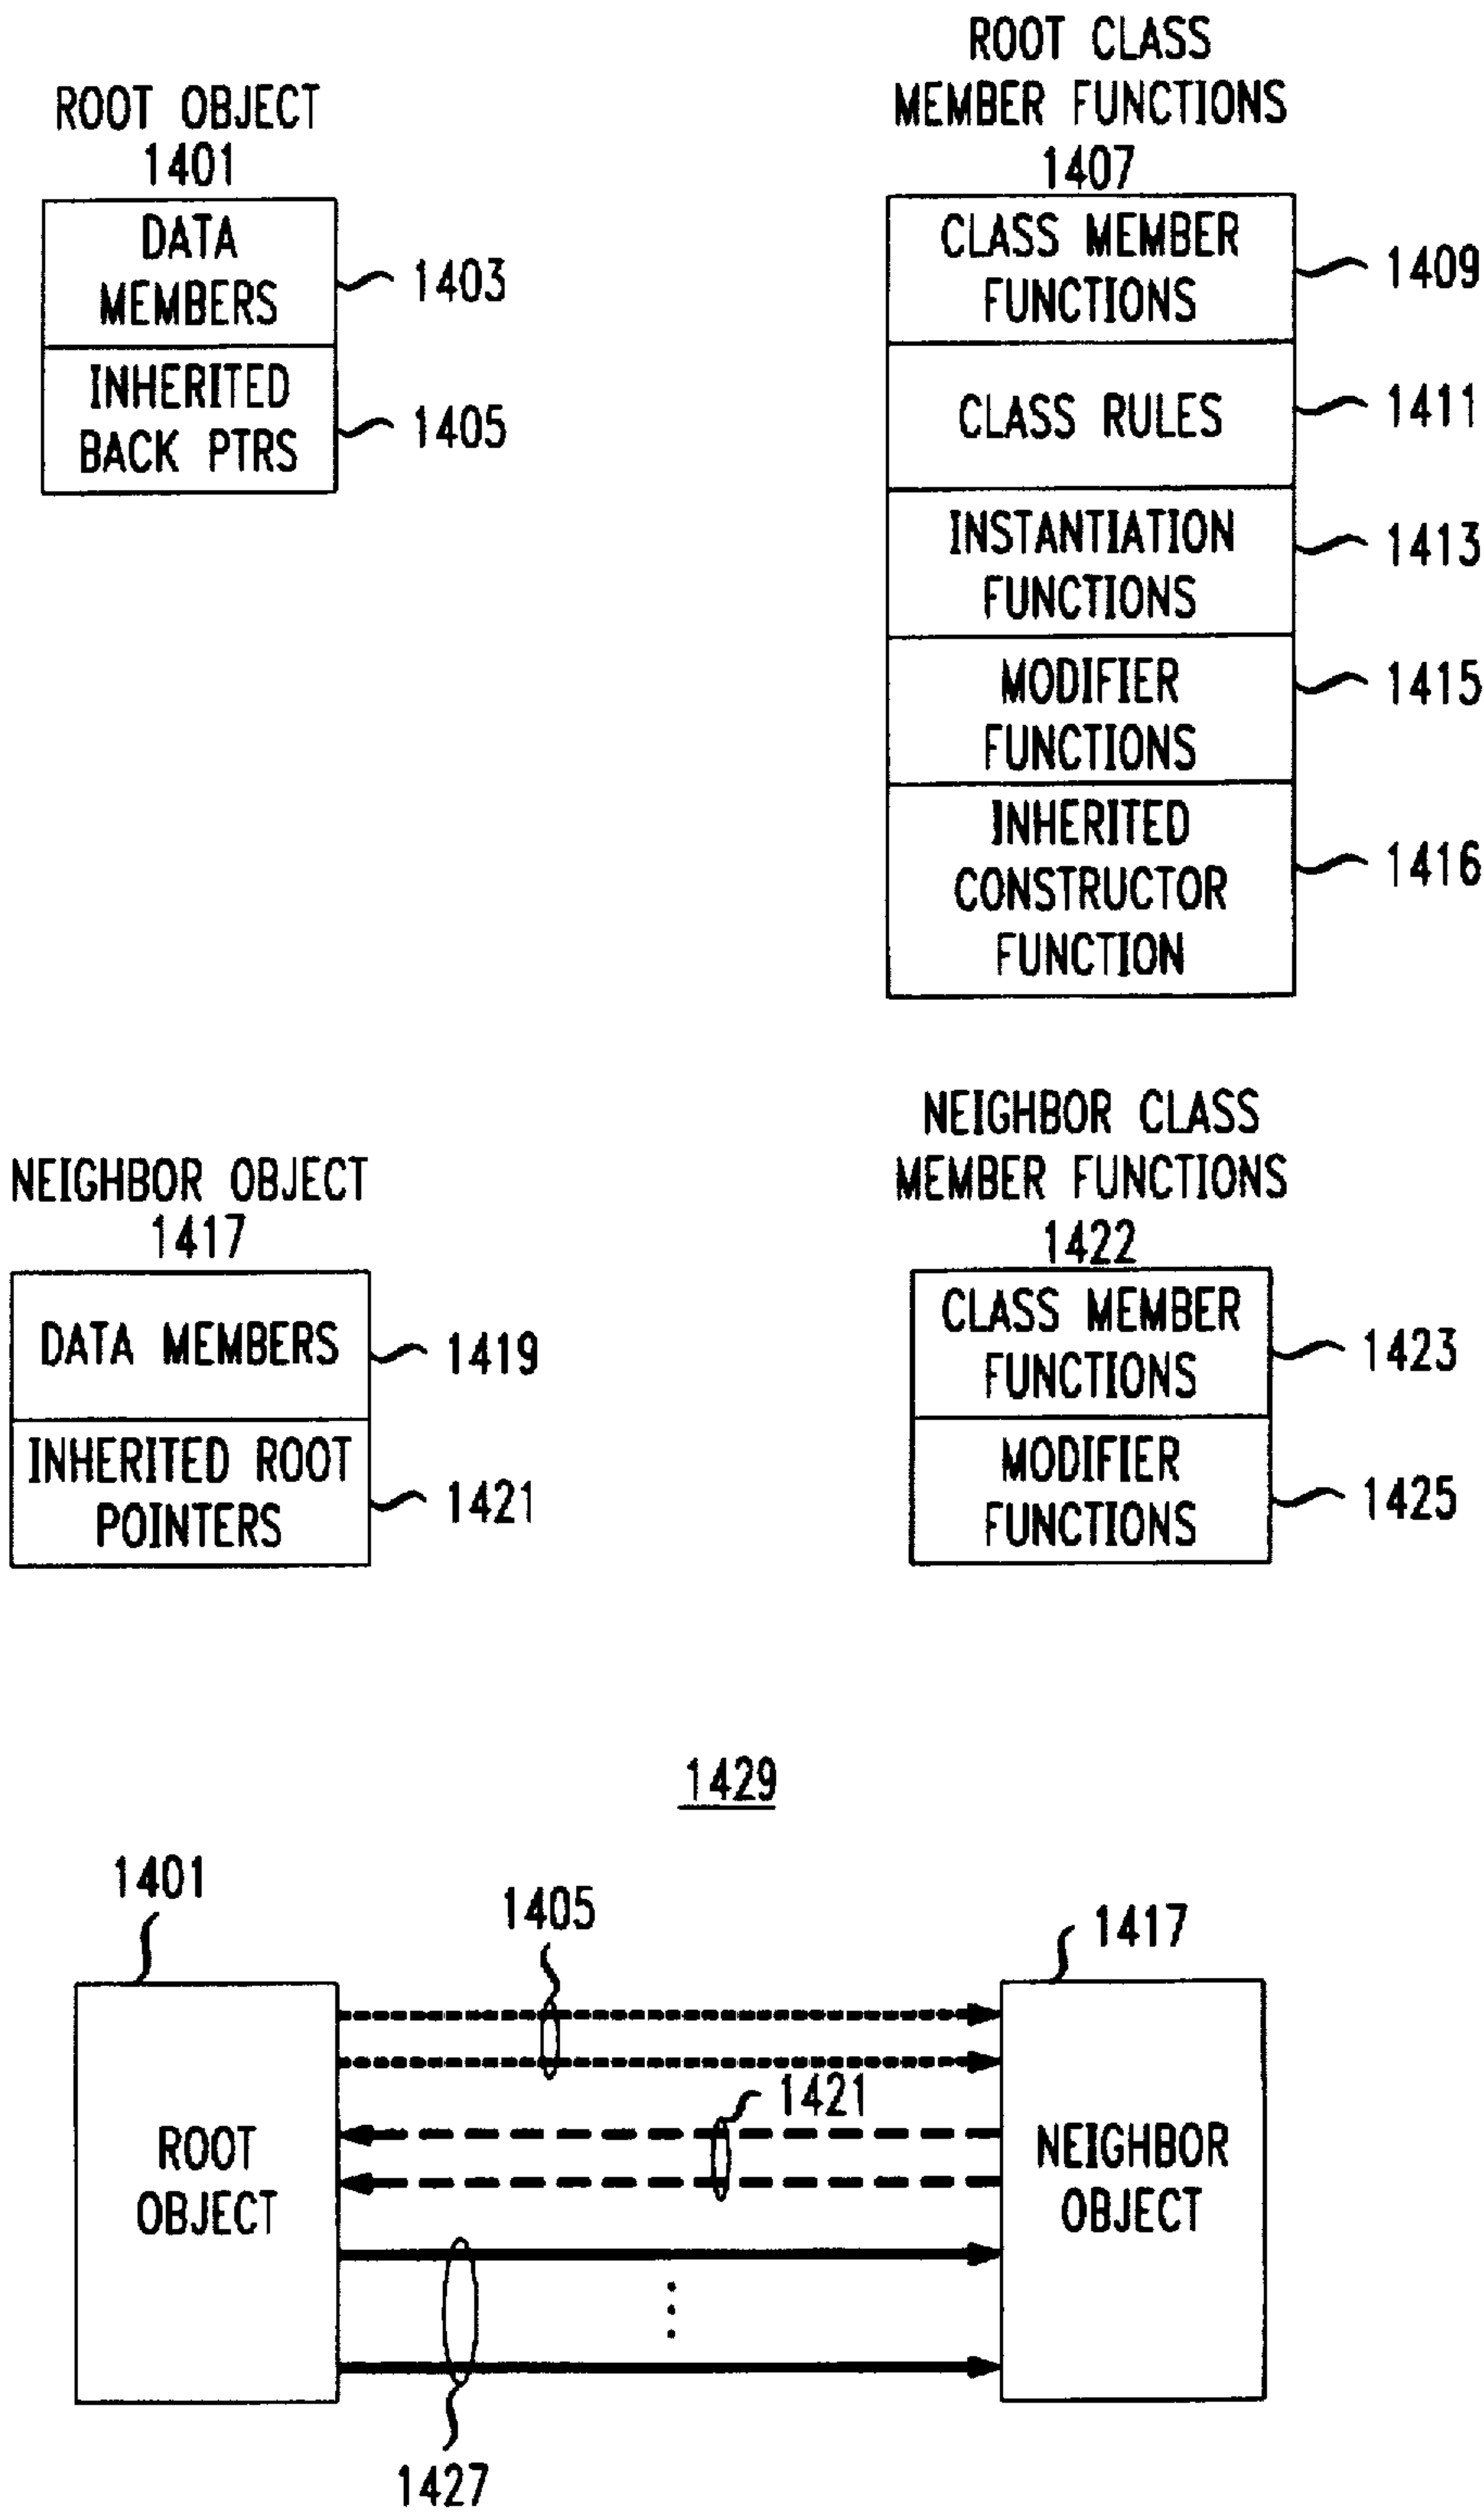 ROOT OBJECT
1401
DATA
MEMBERS
1403
INHERITED
BACK PTRS
1405
ROOT CLASS
MEMBER FUNCTIONS
1407
CLASS MEMBER
FUNCTIONS
1409
CLASS RULES
1411
INSTANTIATION
FUNCTIONS
1413
MODIFIER
FUNCTIONS
1415
INHERITED
CONSTRUCTOR
FUNCTION
1416
NEIGHBOR OBJECT
1417
DATA MEMBERS
1419
INHERITED ROOT
POINTERS
1421
NEIGHBOR CLASS
MEMBER FUNCTIONS
1422
CLASS MEMBER
FUNCTIONS
1423
MODIFIER
FUNCTIONS
1425
1429
1401
1405
1417
1421
ROOT
OBJECT
NEIGHBOR
OBJECT
1427